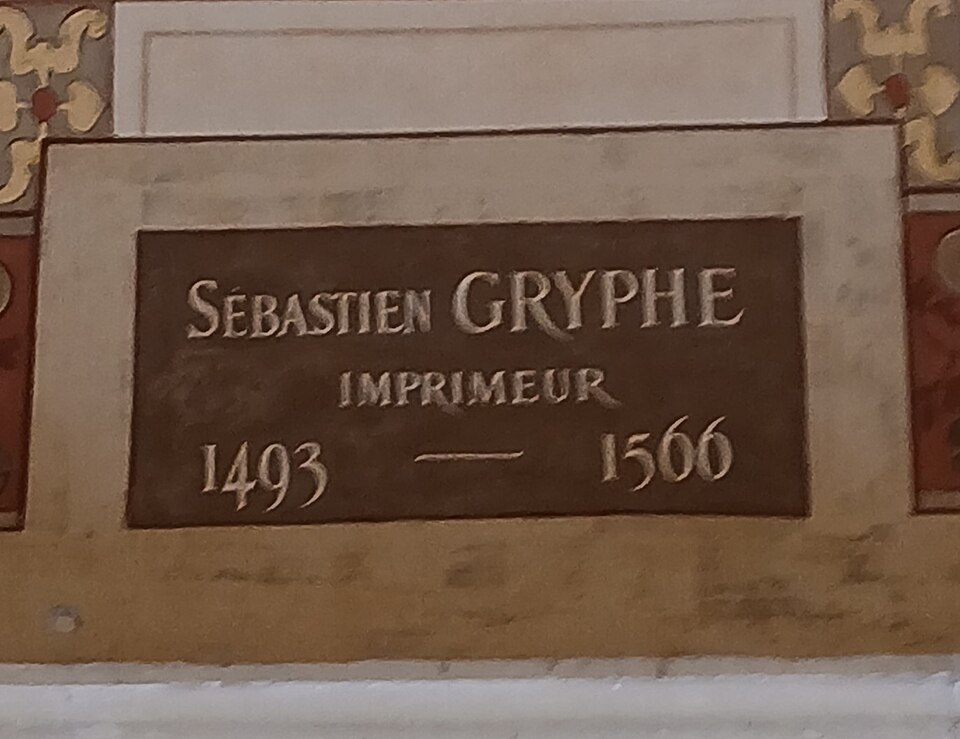 SÉBASTIEN GRYPHE
IMPRIMEUR
1493 — 1566